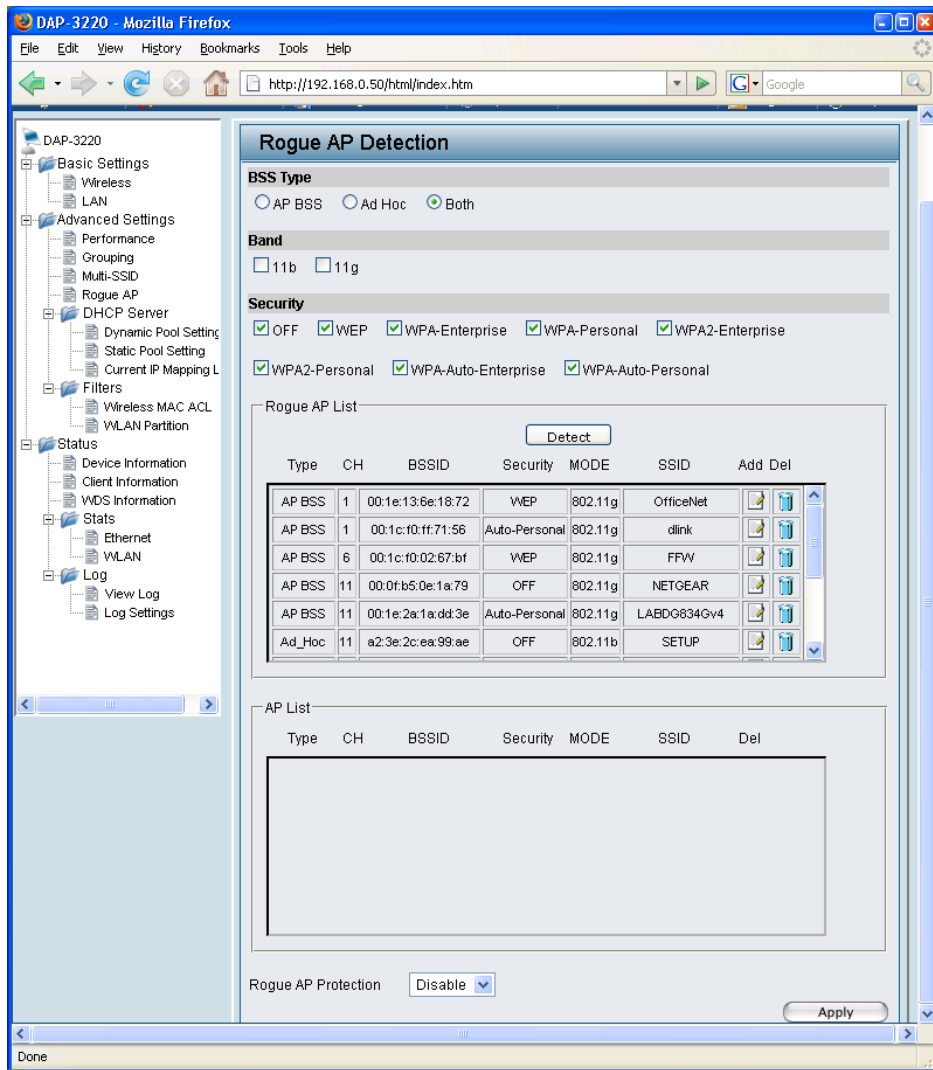 DAP-3220 - Mozilla Firefox
File Edit View History Bookmarks Tools Help
http://192.168.0.50/html/index.htm
G Google
DAP-3220
Basic Settings
Wireless
LAN
Advanced Settings
Performance
Grouping
Multi-SSID
Rogue AP
DHCP Server
Dynamic Pool Setting
Static Pool Setting
Current IP Mapping L
Filters
Wireless MAC ACL
WLAN Partition
Status
Device Information
Client Information
WDS Information
Stats
Ethernet
WLAN
Log
View Log
Log Settings
Rogue AP Detection
BSS Type
AP BSS Ad Hoc Both
Band
11b 11g
Security
OFF WEP WPA-Enterprise WPA-Personal WPA2-Enterprise
WPA2-Personal WPA-Auto-Enterprise WPA-Auto-Personal
Rogue AP List
Detect
Type CH BSSID Security MODE SSID Add Del
AP BSS 1 00:1e:13:6e:18:72 WEP 802.11g OfficeNet
AP BSS 1 00:1c:f0:ff:71:56 Auto-Personal 802.11g dlink
AP BSS 6 00:1c:f0:02:67:bf WEP 802.11g FFW
AP BSS 11 00:0f:b5:0e:1a:79 OFF 802.11g NETGEAR
AP BSS 11 00:1e:2a:1a:dd:3e Auto-Personal 802.11g LABDG834Gv4
Ad_Hoc 11 a2:3e:2c:ea:99:ae OFF 802.11b SETUP
AP List
Type CH BSSID Security MODE SSID Del
Rogue AP Protection Disable
Apply
Done